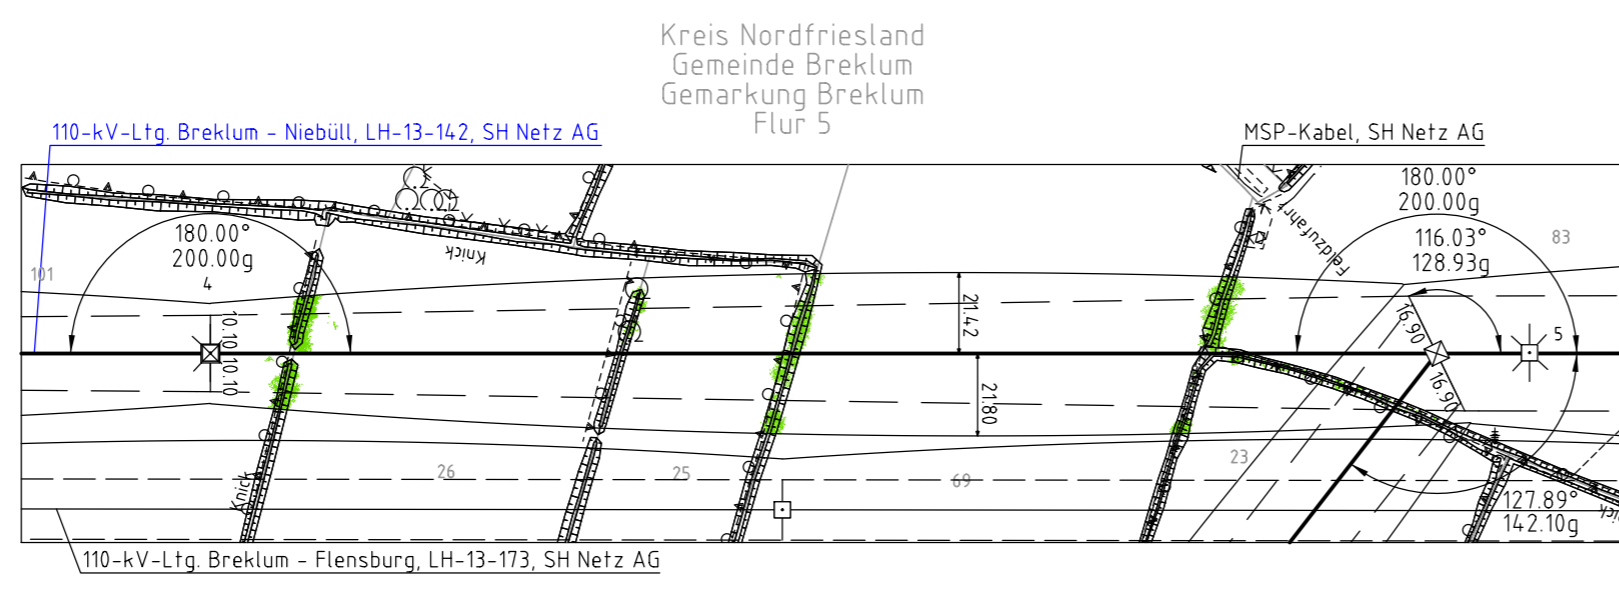 Kreis Nordfriesland
Gemeinde Breklum
Gemarkung Breklum
Flur 5
110-kV-Ltg. Breklum - Niebüll, LH-13-142, SH Netz AG
MSP-Kabel, SH Netz AG
180.00°
200.00g
4
101
Knick
10.10
10.10
2
21.42
21.80
Feldzufahrt
180.00°
200.00g
116.03°
128.93g
83
16.90
16.90
5
Knick
26
25
69
23
127.89°
142.10g
110-kV-Ltg. Breklum - Flensburg, LH-13-173, SH Netz AG